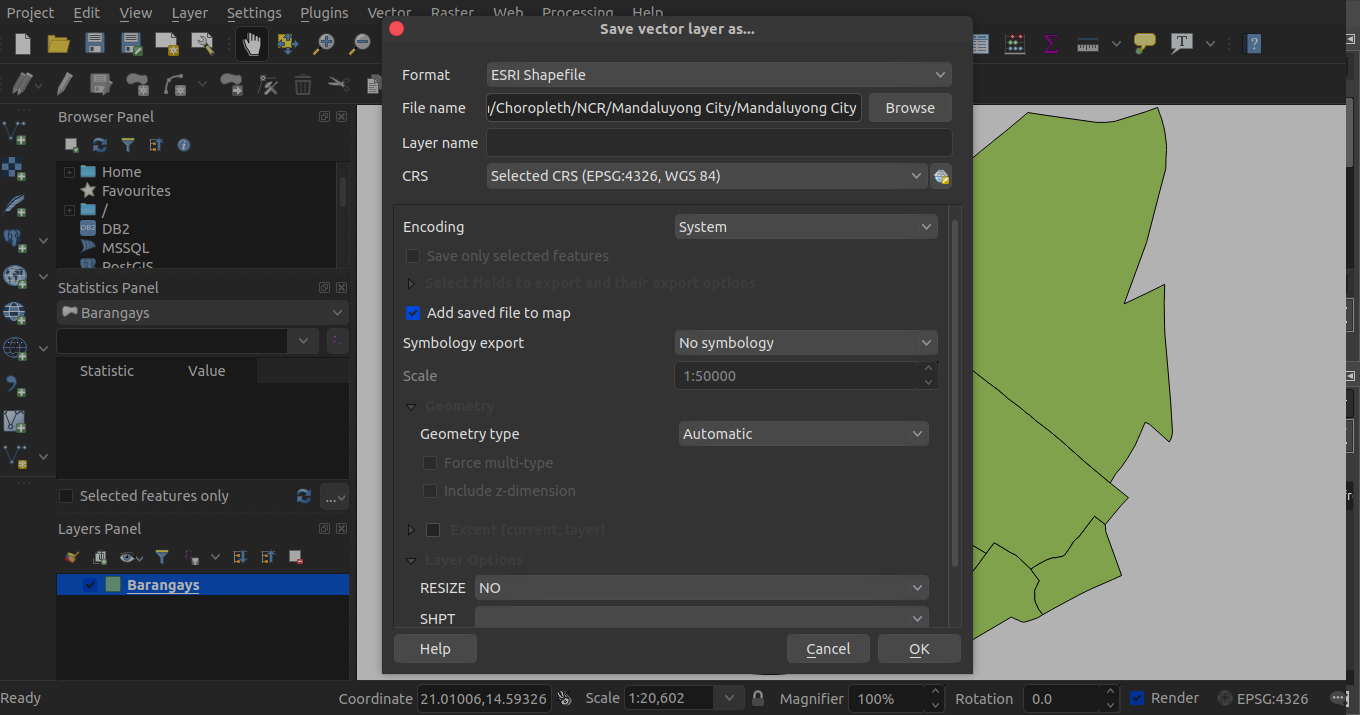 Project Edit View Layer Settings Plugins Vector Raster Web Processing Help
Save vector layer as...
Format ESRI Shapefile
File name /Choropleth/NCR/Mandaluyong City/Mandaluyong City Browse
Layer name
CRS Selected CRS (EPSG:4326, WGS 84)
Encoding System
Save only selected features
Select fields to export and their export options
Add saved file to map
Symbology export No symbology
Scale 1:50000
Geometry
Geometry type Automatic
Force multi-type
Include z-dimension
Extent (current: layer)
Layer Options
RESIZE NO
SHPT
Help Cancel OK
Browser Panel
Home
Favourites
/
DB2
DB2
MSSQL
PostGIS
Statistics Panel
Barangays
Statistic Value
Selected features only ...
Layers Panel
Barangays
T
?
Σ
Ready Coordinate 21.01006,14.59326 Scale 1:20,602 Magnifier 100% Rotation 0.0 Render EPSG:4326